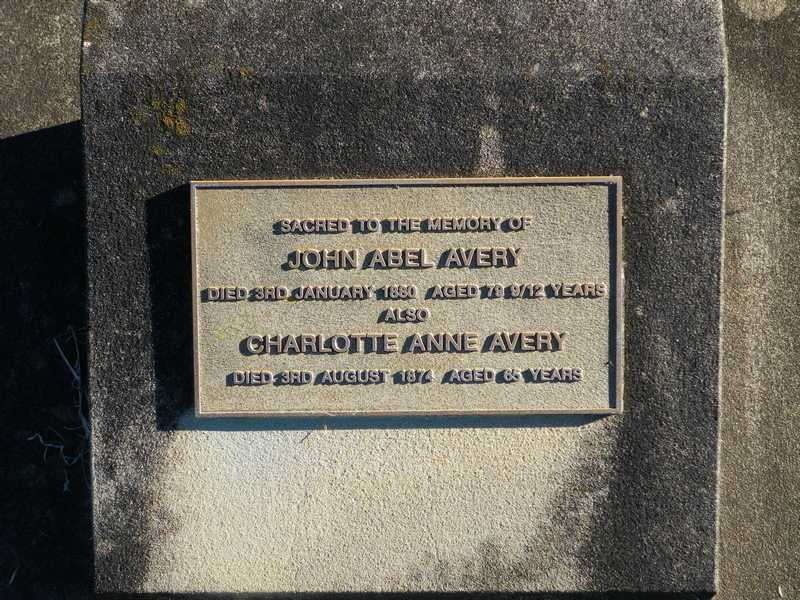 SACRED TO THE MEMORY OF
JOHN ABEL AVERY
DIED 3RD JANUARY 1880 AGED 78 9/12 YEARS
ALSO
CHARLOTTE ANNE AVERY
DIED 3RD AUGUST 1874 AGED 65 YEARS